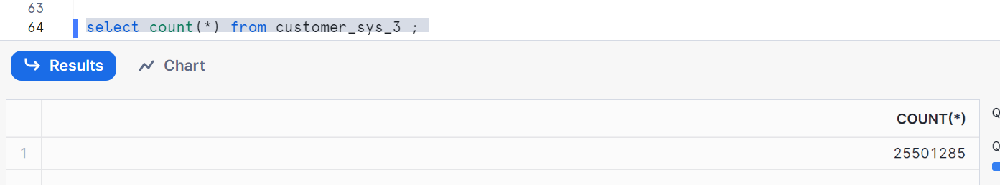 63
64 select count(*) from customer_sys_3 ;
Results Chart
COUNT(*)
1 25501285